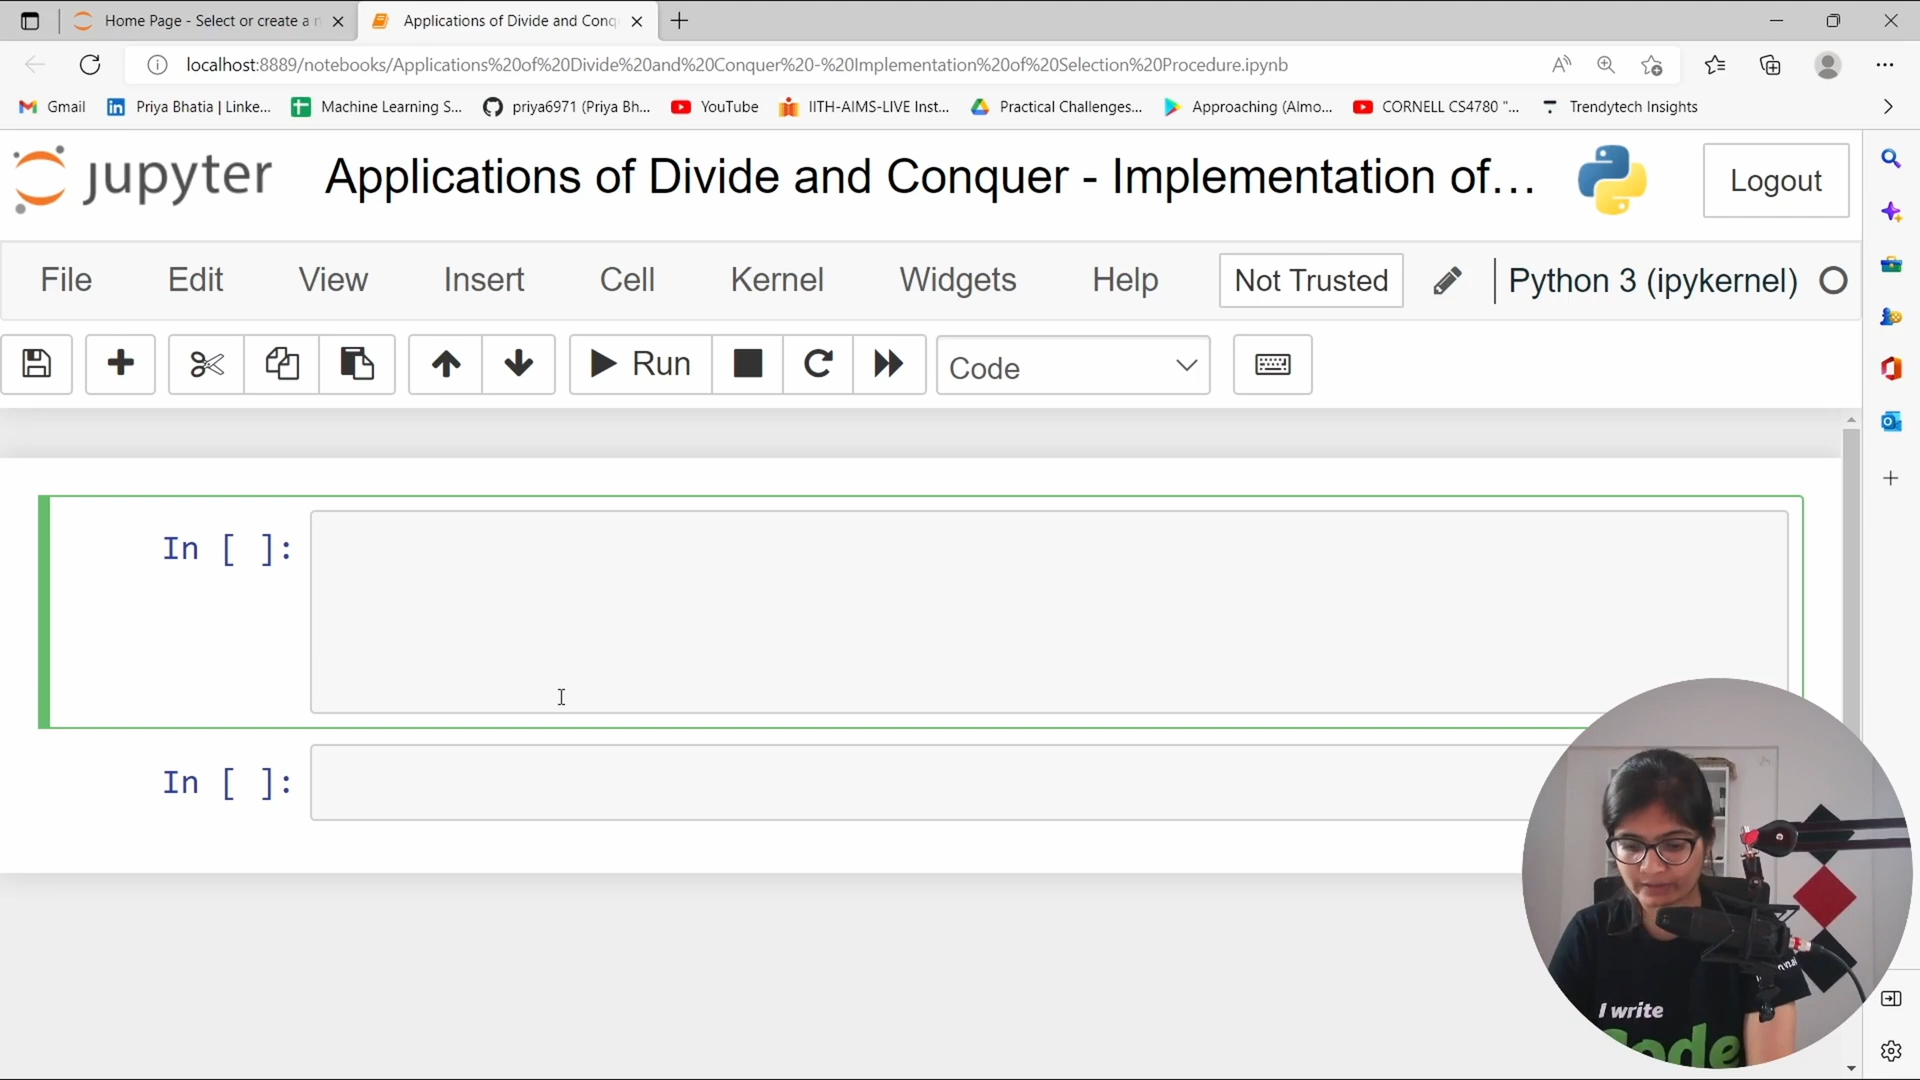 Home Page - Select or create a n
Applications of Divide and Conq
localhost:8889/notebooks/Applications%20of%20Divide%20and%20Conquer%20-%20Implementation%20of%20Selection%20Procedure.ipynb
Gmail
Priya Bhatia | Linke...
Machine Learning S...
priya6971 (Priya Bh...
YouTube
IITH-AIMS-LIVE Inst...
Practical Challenges...
Approaching (Almo...
CORNELL CS4780 "...
Trendytech Insights
jupyter
Applications of Divide and Conquer - Implementation of...
Logout
File
Edit
View
Insert
Cell
Kernel
Widgets
Help
Not Trusted
Python 3 (ipykernel)
Run
Code
In [ ]:
In [ ]:
I write